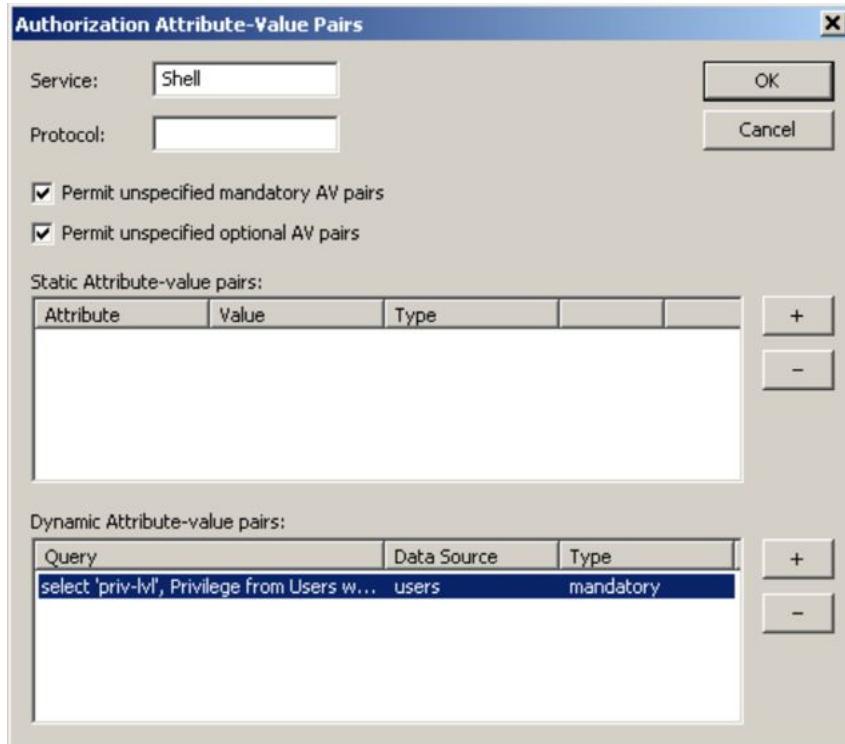 Authorization Attribute-Value Pairs
Service: Shell OK
Protocol: Cancel
Permit unspecified mandatory AV pairs
Permit unspecified optional AV pairs
Static Attribute-value pairs:
Attribute Value Type +
-
Dynamic Attribute-value pairs:
Query Data Source Type +
select 'priv-lvl', Privilege from Users w... users mandatory
-